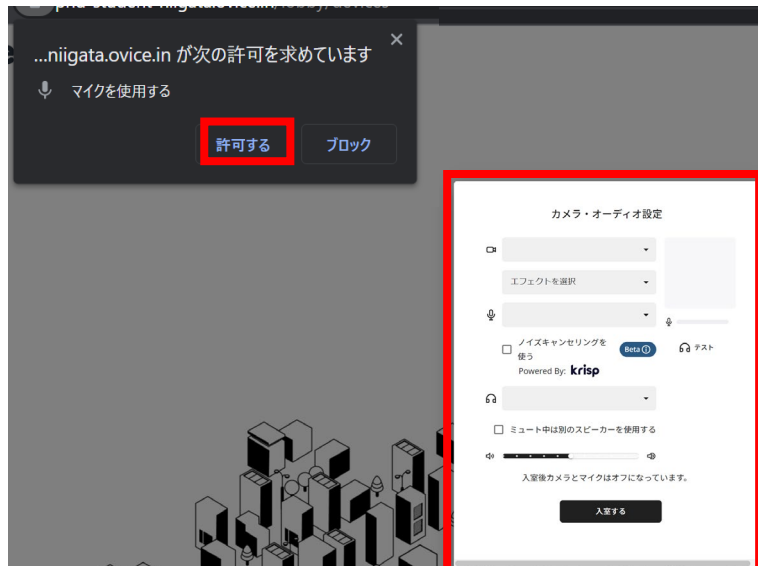 ...niigata.ovice.in が次の許可を求めています
マイクを使用する
許可する
ブロック
カメラ・オーディオ設定
エフェクトを選択
ノイズキャンセリングを
使う
Beta
テスト
Powered By: krisp
ミュート中は別のスピーカーを使用する
入室後カメラとマイクはオフになっています。
入室する